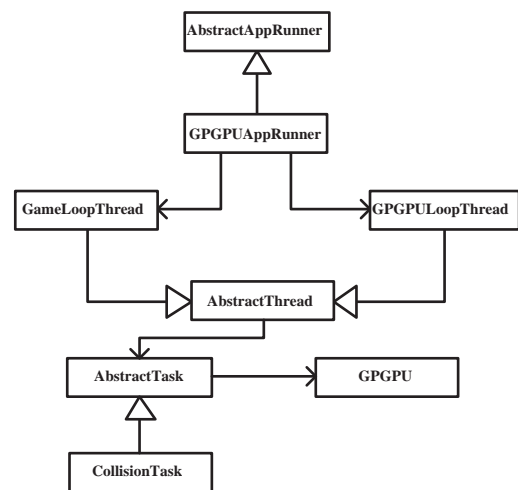 AbstractAppRunner
GPGPUAppRunner
GameLoopThread
GPGPULoopThread
AbstractThread
AbstractTask
GPGPU
CollisionTask